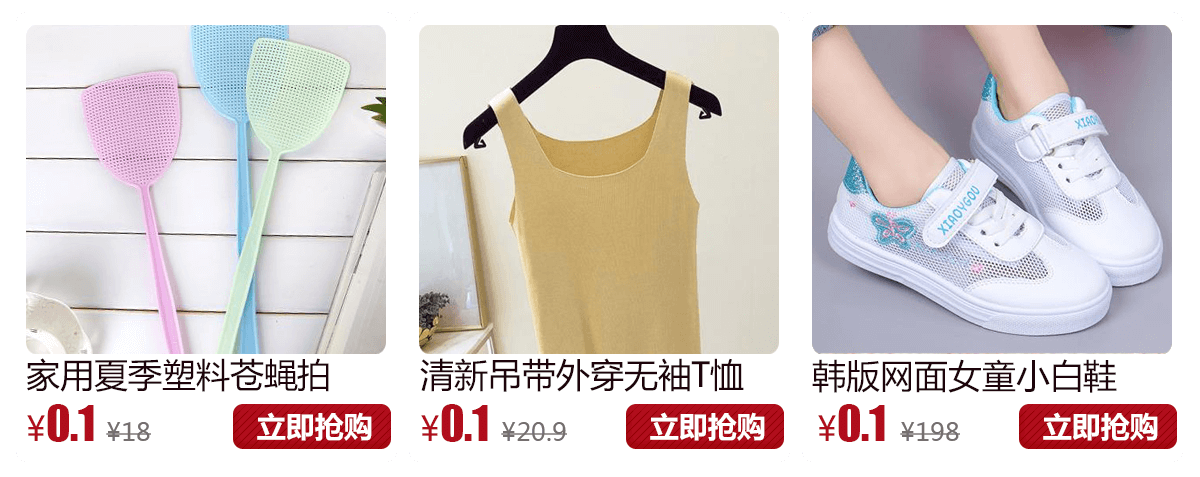 XIAOYGOU
XIAOYGOU
家用夏季塑料苍蝇拍
¥0.1 ¥18 立即抢购
清新吊带外穿无袖T恤
¥0.1 ¥20.9 立即抢购
韩版网面女童小白鞋
¥0.1 ¥198 立即抢购